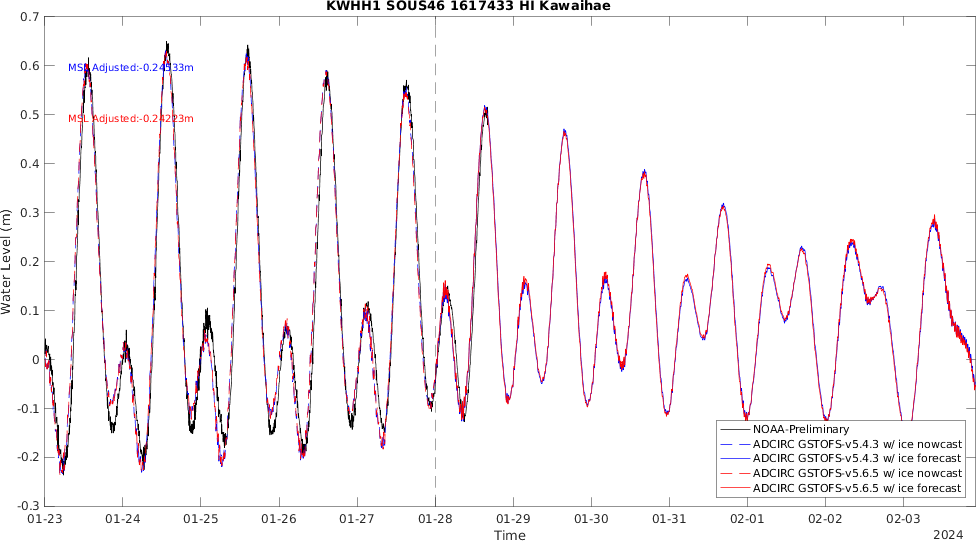 KWHH1 SOUS46 1617433 HI Kawaihae
0.7
0.6
0.5
0.4
0.3
0.2
0.1
0
-0.1
-0.2
-0.3
Water Level (m)
MSL Adjusted:-0.24533m
MSL Adjusted:-0.24223m
NOAA-Preliminary
ADCIRC GSTOFS-v5.4.3 w/ ice nowcast
ADCIRC GSTOFS-v5.4.3 w/ ice forecast
ADCIRC GSTOFS-v5.6.5 w/ ice nowcast
ADCIRC GSTOFS-v5.6.5 w/ ice forecast
01-23 01-24 01-25 01-26 01-27 01-28 01-29 01-30 01-31 02-01 02-02 02-03
Time
2024